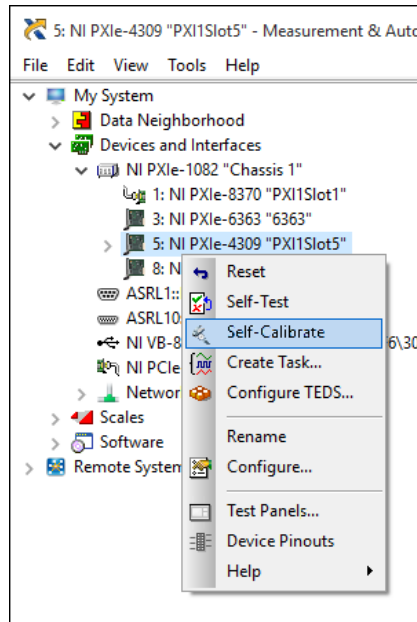 5: NI PXIe-4309 "PXI1Slot5" - Measurement & Auto
File Edit View Tools Help
My System
Data Neighborhood
Devices and Interfaces
NI PXIe-1082 "Chassis 1"
1: NI PXIe-8370 "PXI1Slot1"
3: NI PXIe-6363 "6363"
5: NI PXIe-4309 "PXI1Slot5"
8: N
Reset
ASRL1::
Self-Test
ASRL10
Self-Calibrate
NI VB-8
6\30
NI PCIe
Create Task...
Networ
Configure TEDS...
Scales
Software
Rename
Remote System
Configure...
Test Panels...
Device Pinouts
Help